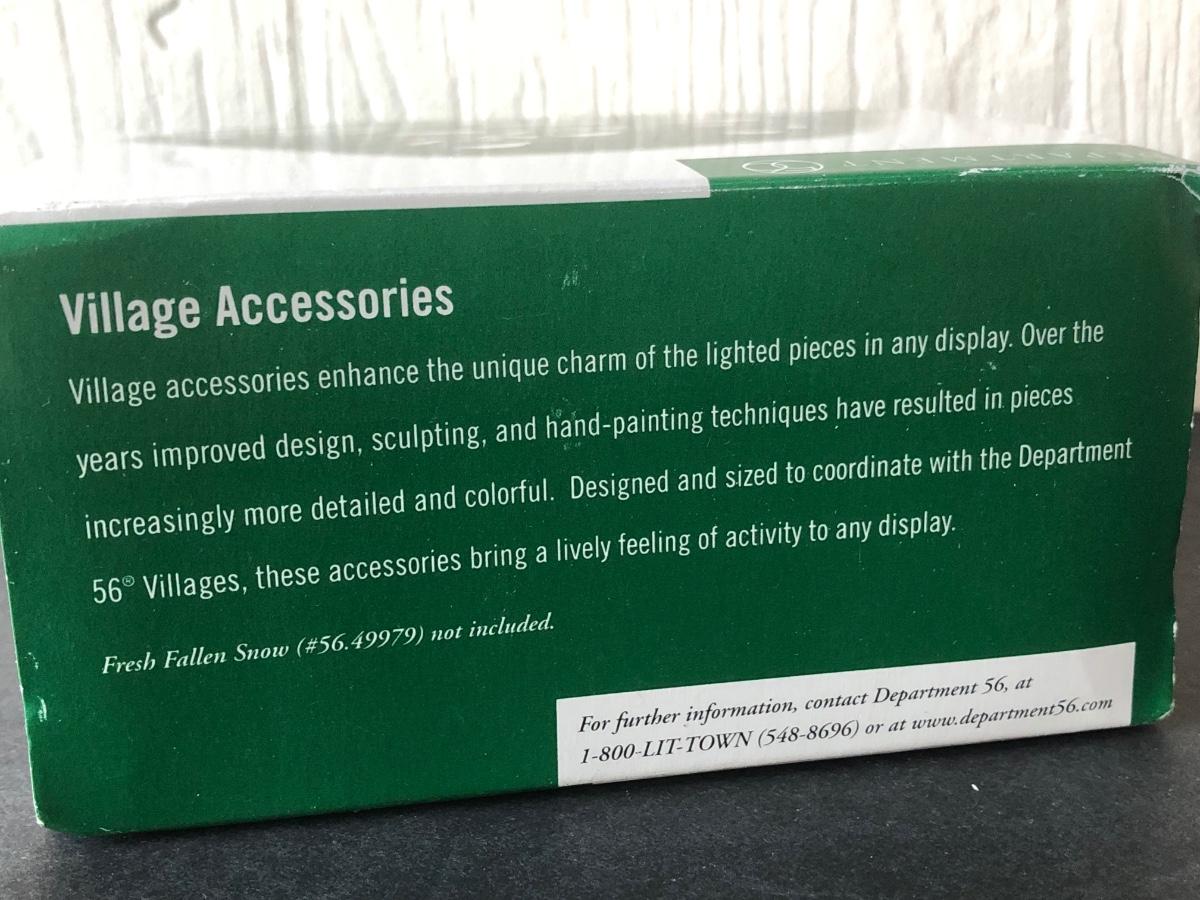 Village Accessories
Village accessories enhance the unique charm of the lighted pieces in any display. Over the
years improved design, sculpting, and hand-painting techniques have resulted in pieces
increasingly more detailed and colorful. Designed and sized to coordinate with the Department
56® Villages, these accessories bring a lively feeling of activity to any display.
Fresh Fallen Snow (#56.49979) not included.
For further information, contact Department 56, at
1-800-LIT-TOWN (548-8696) or at www.department56.com